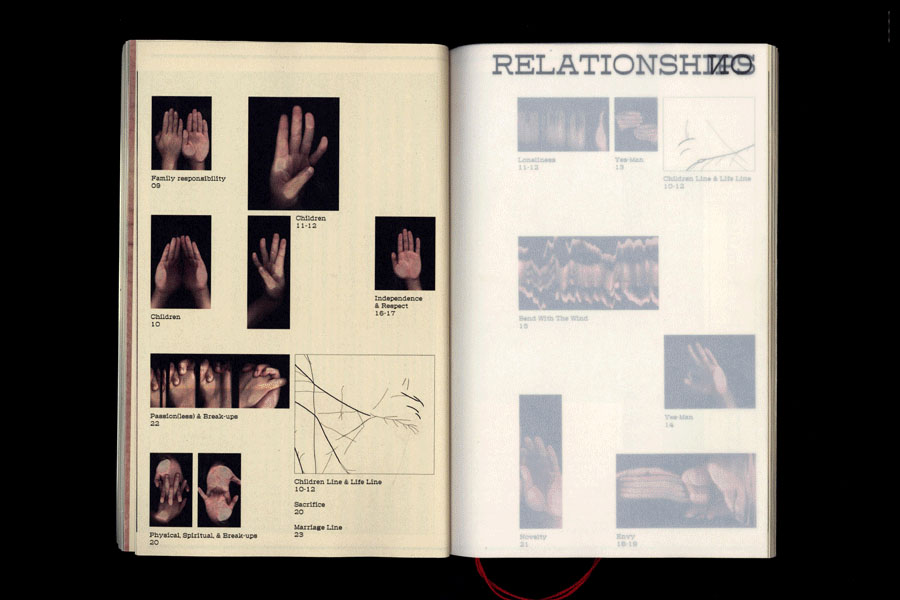 Family responsibility
09
Children
11-12
Children
10
Independence
& Respect
16-17
Passion(less) & Break-ups
22
Children Line & Life Line
10-12
Sacrifice
20
Marriage Line
23
Physical, Spiritual, & Break-ups
20
RELATIONSHIPS
Loneliness
11-12
Yes Man
13
Children Line & Life Line
10-12
Bend With The Wind
Yes Man
14
Novelty
21
Envy
18-19